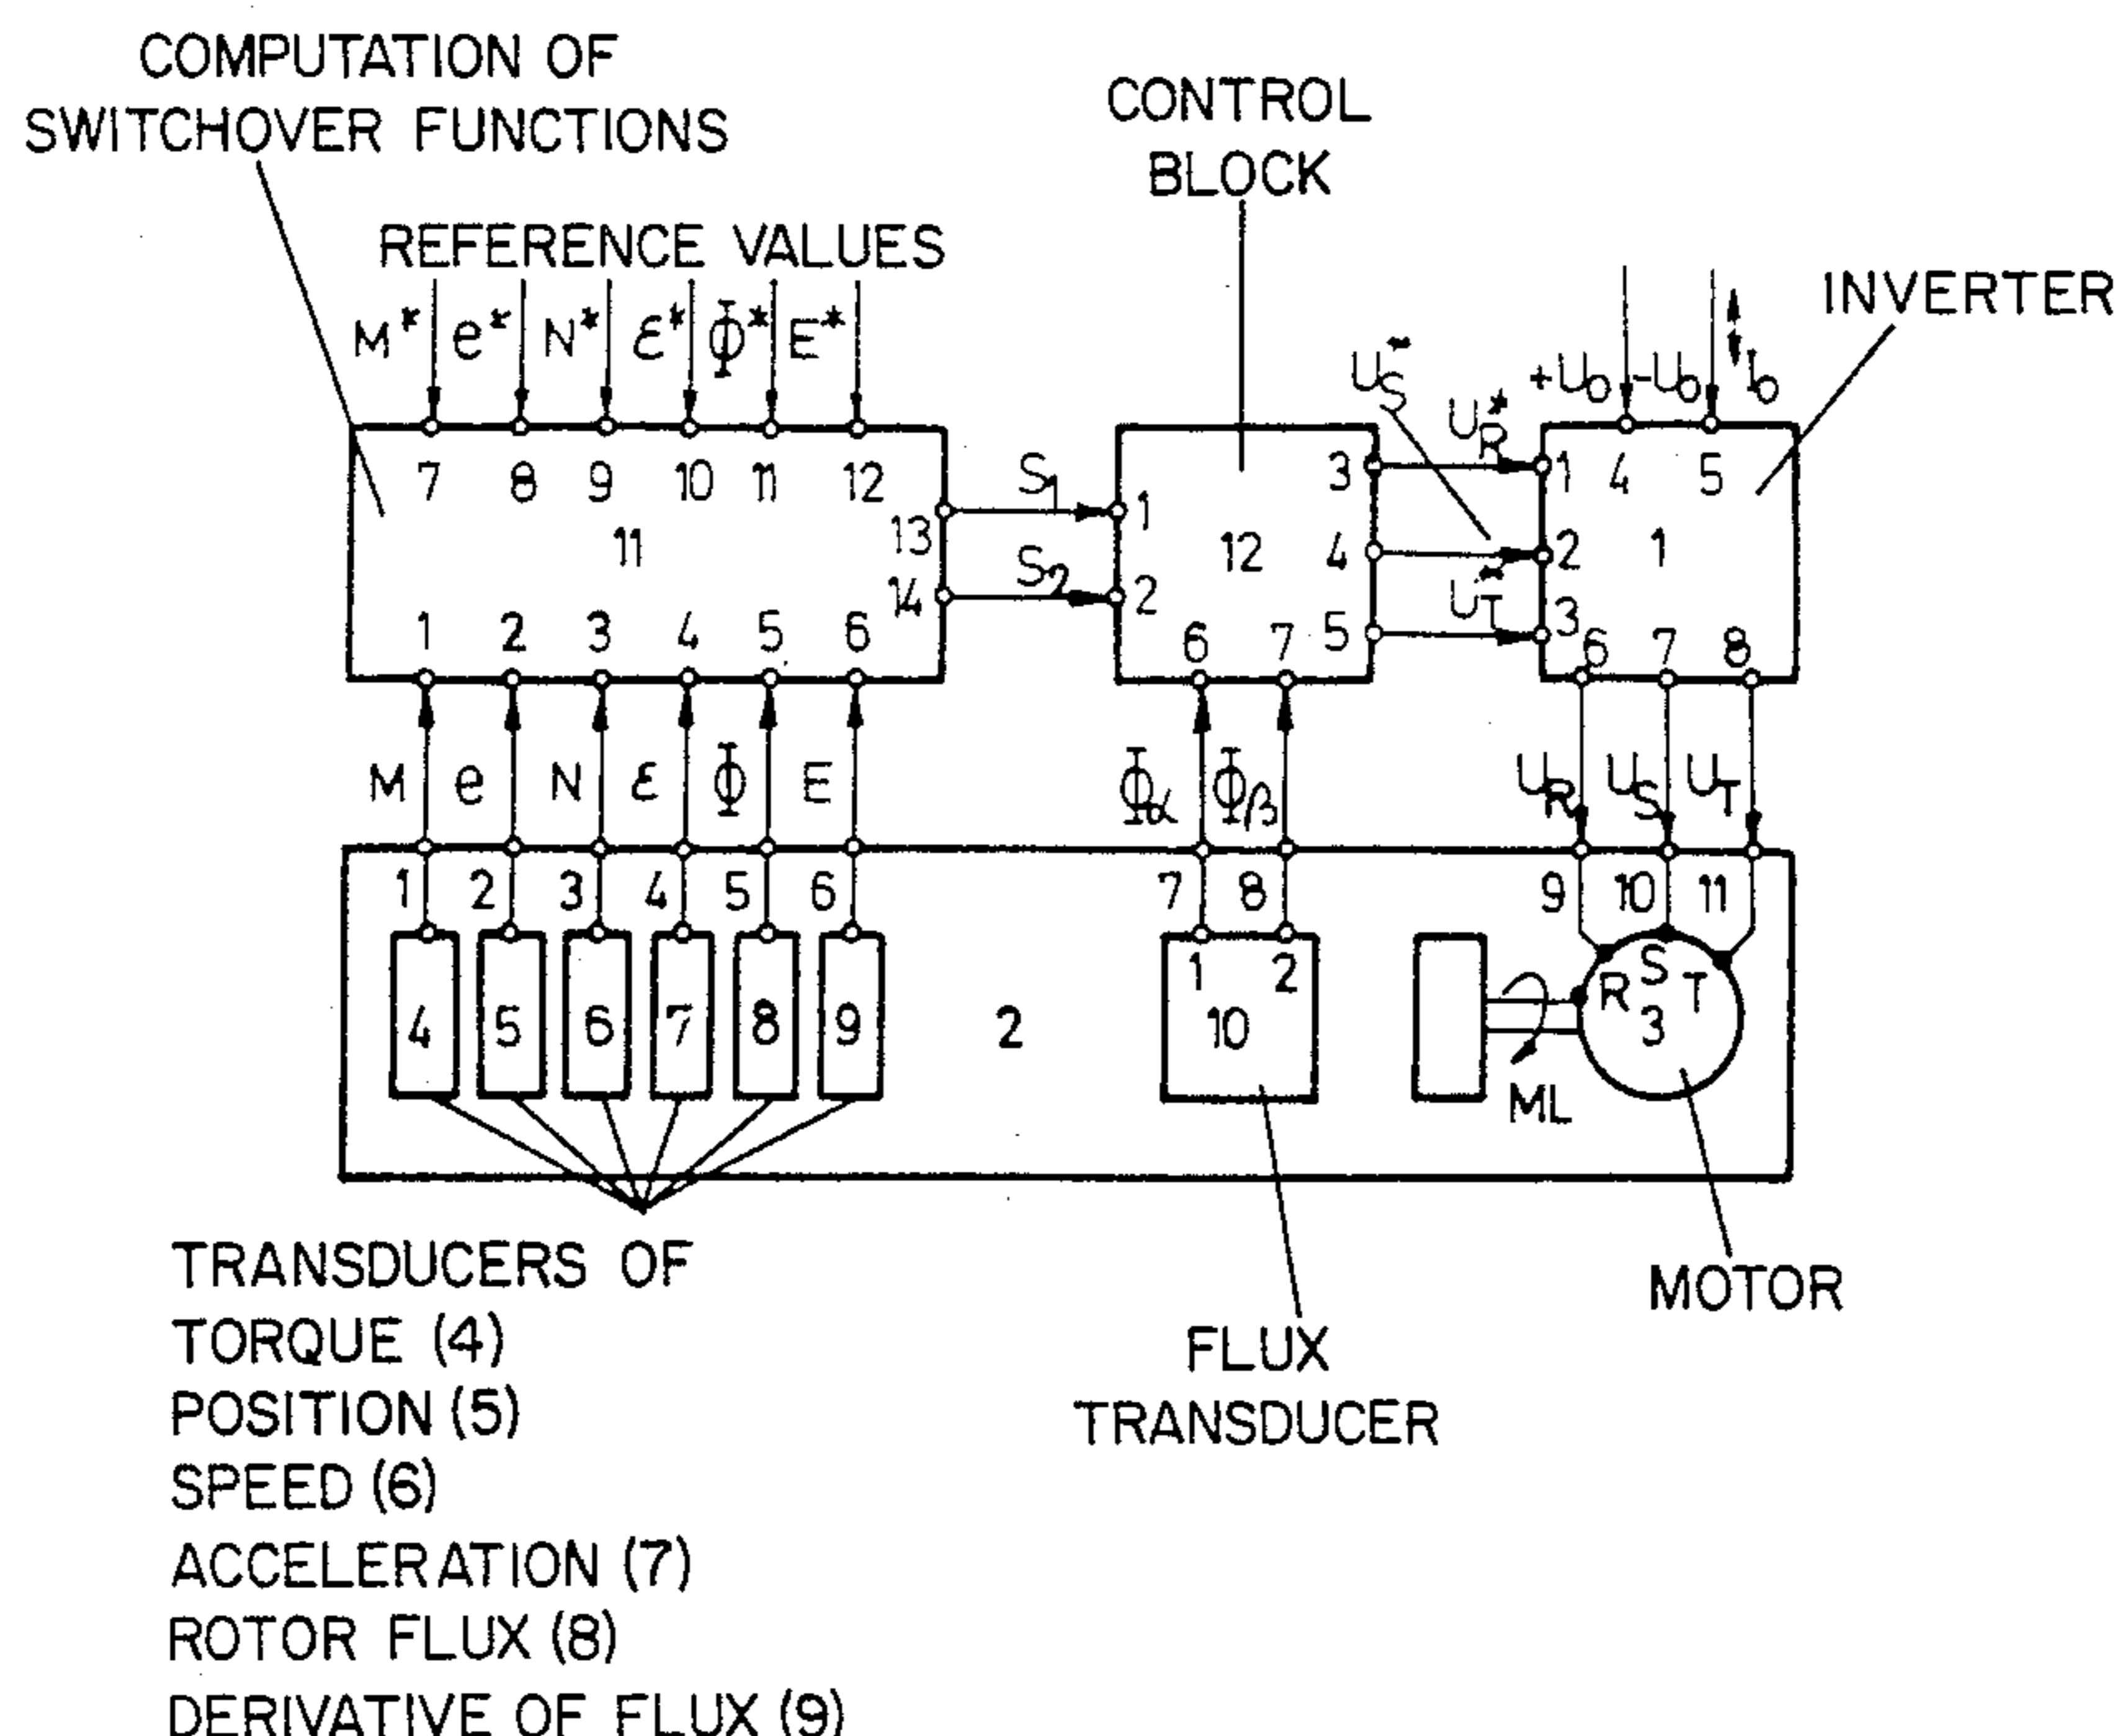 COMPUTATION OF
SWITCHOVER FUNCTIONS
CONTROL
BLOCK
REFERENCE VALUES
INVERTER
M* e* N* ε* Φ* E*
U*S
U*R
+U0 -U0 I0
7 8 9 10 11 12
3
1 4 5
S1
1
13
11
12
4
2 1
S2
14
2
U*T
5
3
1 2 3 4 5 6
6 7
6 7 8
M e N ε Φ E
Φα Φβ
UR US UT
1 2 3 4 5 6
7 8
9 10 11
1 2
R S T
4 5 6 7 8 9
2
10
3
ML
TRANSDUCERS OF
TORQUE (4)
POSITION (5)
SPEED (6)
ACCELERATION (7)
ROTOR FLUX (8)
DERIVATIVE OF FLUX (9)
FLUX
TRANSDUCER
MOTOR